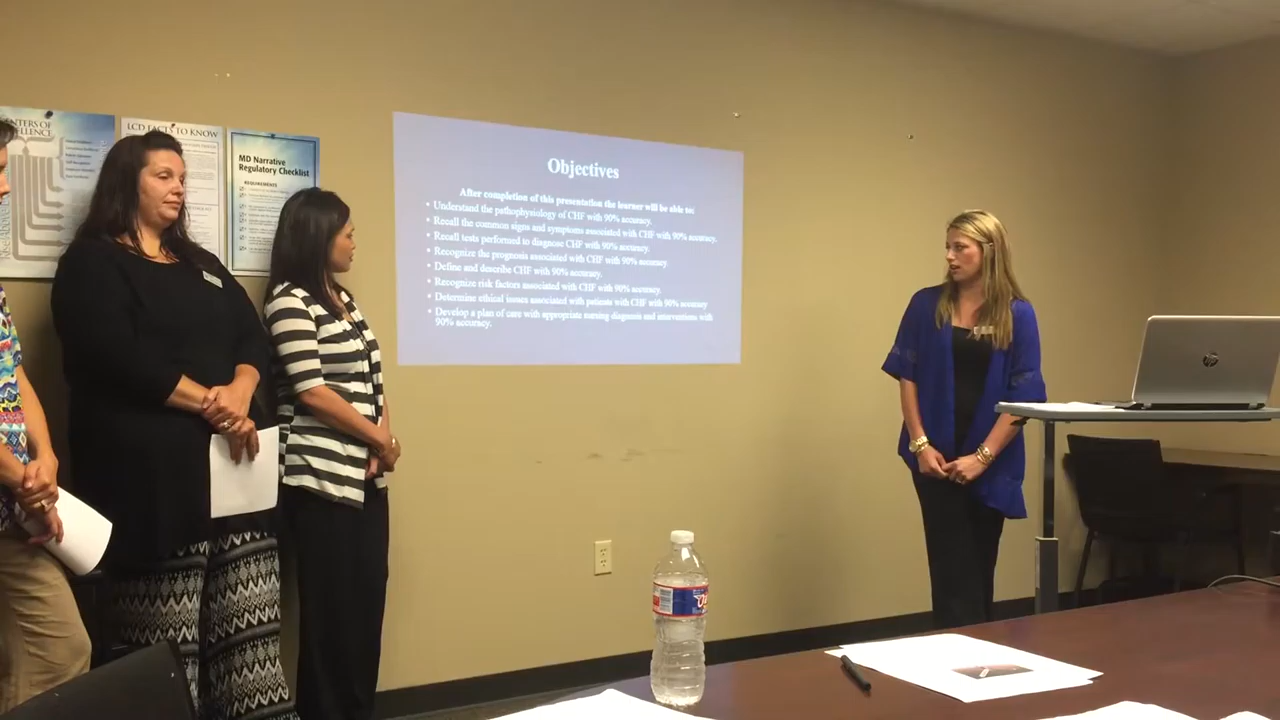 CENTERS OF
EXCELLENCE
LCD FACTS TO KNOW
MD Narrative
Regulatory Checklist
REQUIREMENTS
Objectives
After completion of this presentation the learner will be able to:
• Understand the pathophysiology of CHF with 90% accuracy.
• Recall the common signs and symptoms associated with CHF with 90% accuracy.
• Recall tests performed to diagnose CHF with 90% accuracy.
• Recognize the prognosis associated with CHF with 90% accuracy.
• Define and describe CHF with 90% accuracy.
• Recognize risk factors associated with CHF with 90% accuracy.
• Determine ethical issues associated with patients with CHF with 90% accuracy
• Develop a plan of care with appropriate nursing diagnosis and interventions with
90% accuracy.
hp